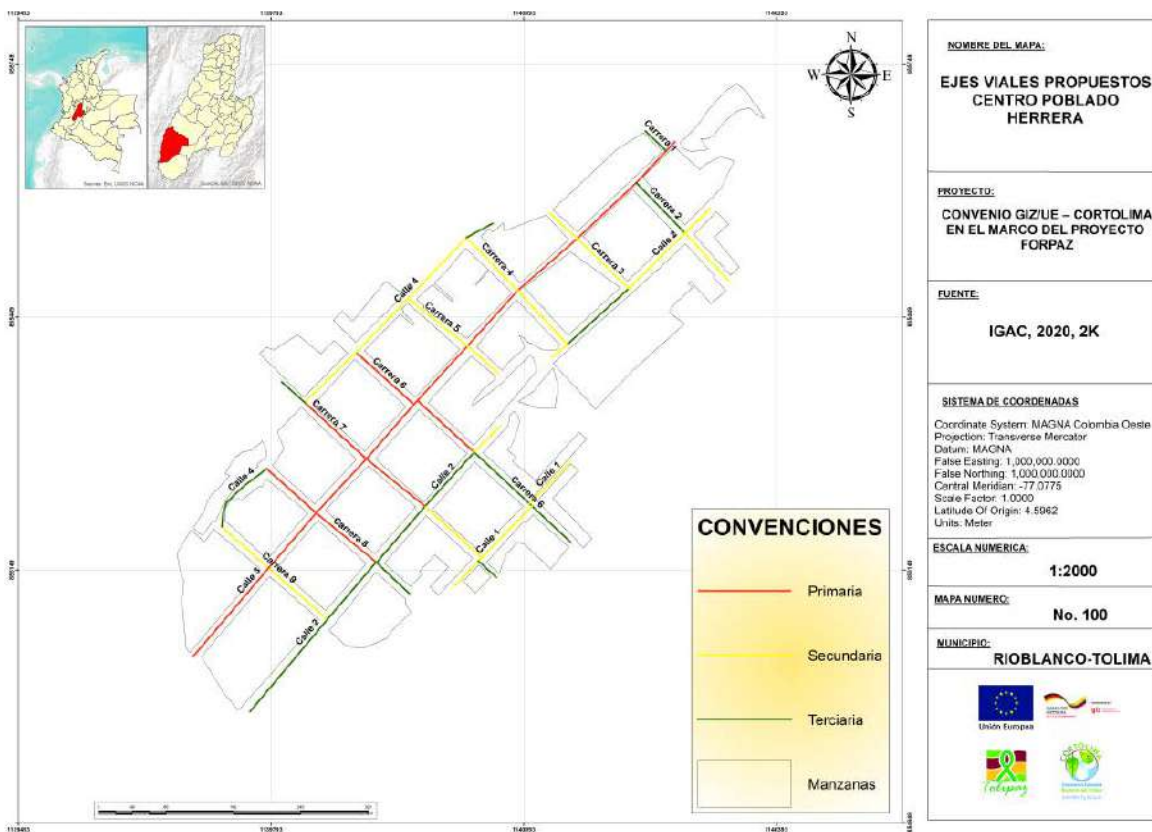 N
W
E
S
Carrera 1
Carrera 2
Calle 2
Carrera 3
Carrera 4
Calle 4
Carrera 5
Carrera 6
Carrera 7
Calle 2
Calle 1
Carrera 6
Calle 4
Carrera 8
Calle 1
Carrera 9
Calle 3
Calle 2
CONVENCIONES
Primaria
Secundaria
Terciaria
Manzanas
NOMBRE DEL MAPA:
EJES VIALES PROPUESTOS
CENTRO POBLADO
HERRERA
PROYECTO:
CONVENIO GIZ/UE – CORTOLIMA
EN EL MARCO DEL PROYECTO
FORPAZ
FUENTE:
IGAC, 2020, 2K
SISTEMA DE COORDENADAS
Coordinate System: MAGNA Colombia Oeste
Projection: Transverse Mercator
Datum: MAGNA
False Easting: 1,000,000.0000
False Northing: 1,000,000.0000
Central Meridian: -77.0775
Scale Factor: 1.0000
Latitude Of Origin: 4.5962
Units: Meter
ESCALA NUMERICA:
1:2000
MAPA NUMERO:
No. 100
MUNICIPIO:
RIOBLANCO-TOLIMA
Unión Europea
giz
Tolipaz
CORTOLIMA